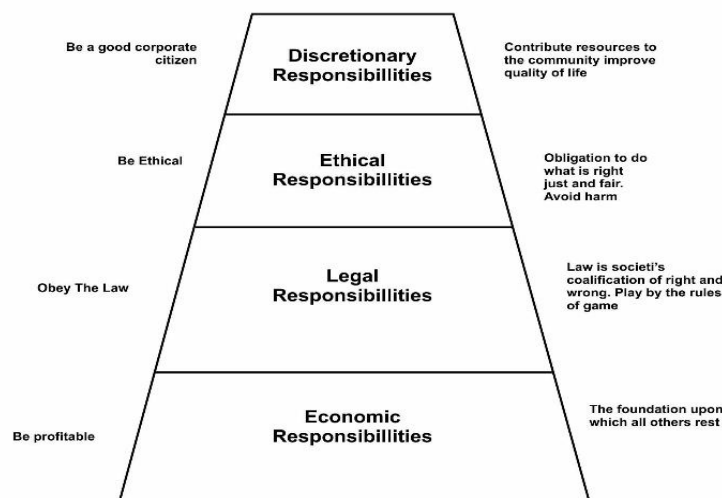 Be a good corporate
citizen
Discretionary
Responsibillities
Contribute resources to
the community improve
quality of life
Be Ethical
Ethical
Responsibillities
Obligation to do
what is right
just and fair.
Avoid harm
Obey The Law
Legal
Responsibillities
Law is societi's
coalification of right and
wrong. Play by the rules
of game
Be profitable
Economic
Responsibillities
The foundation upon
which all others rest